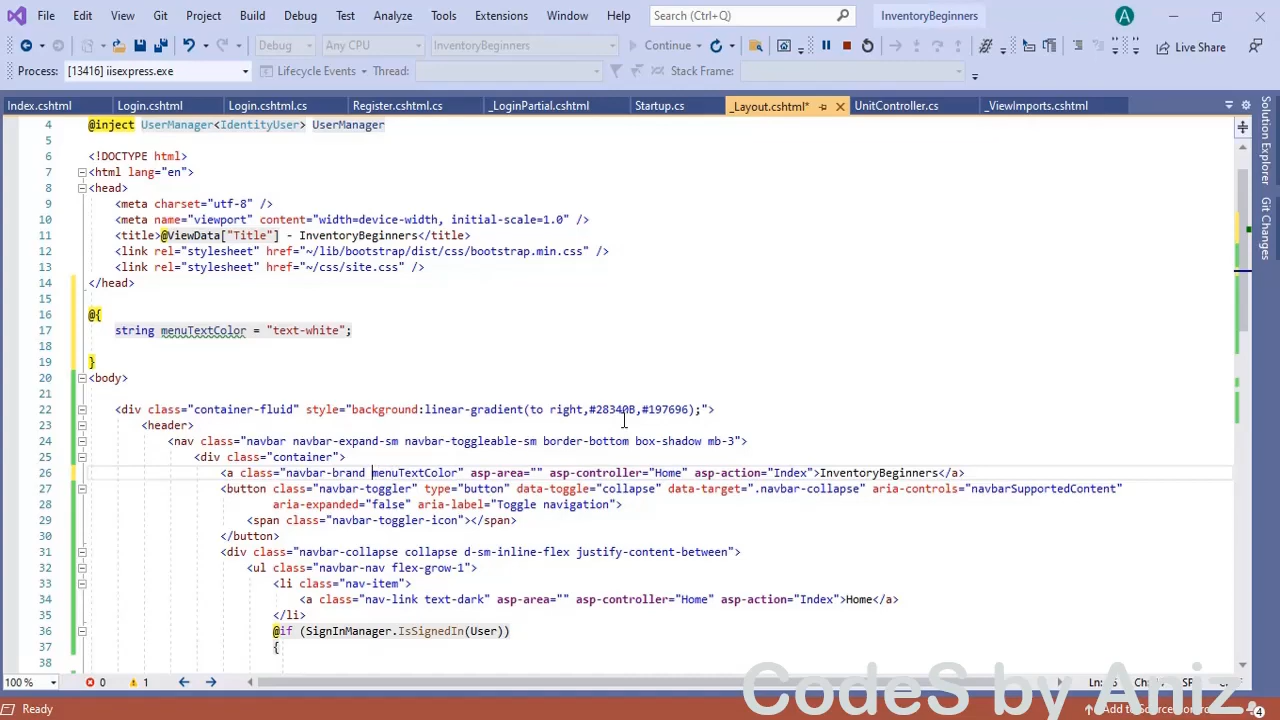 File Edit View Git Project Build Debug Test Analyze Tools Extensions Window Help Search (Ctrl+Q) InventoryBeginners A
Debug Any CPU InventoryBeginners Continue Live Share
Process: [13416] iisexpress.exe Lifecycle Events Thread: Stack Frame:
Index.cshtml Login.cshtml Login.cshtml.cs Register.cshtml.cs _LoginPartial.cshtml Startup.cs _Layout.cshtml* UnitController.cs _ViewImports.cshtml
Solution Explorer
Git Changes
4 @inject UserManager<IdentityUser> UserManager
5
6 <!DOCTYPE html>
7 <html lang="en">
8 <head>
9 <meta charset="utf-8" />
10 <meta name="viewport" content="width=device-width, initial-scale=1.0" />
11 <title>@ViewData["Title"] - InventoryBeginners</title>
12 <link rel="stylesheet" href="~/lib/bootstrap/dist/css/bootstrap.min.css" />
13 <link rel="stylesheet" href="~/css/site.css" />
14 </head>
15
16 @{
17 string menuTextColor = "text-white";
18
19 }
20 <body>
21
22 <div class="container-fluid" style="background:linear-gradient(to right,#28340B,#197696);">
23 <header>
24 <nav class="navbar navbar-expand-sm navbar-toggleable-sm border-bottom box-shadow mb-3">
25 <div class="container">
26 <a class="navbar-brand menuTextColor" asp-area="" asp-controller="Home" asp-action="Index">InventoryBeginners</a>
27 <button class="navbar-toggler" type="button" data-toggle="collapse" data-target=".navbar-collapse" aria-controls="navbarSupportedContent"
28 aria-expanded="false" aria-label="Toggle navigation">
29 <span class="navbar-toggler-icon"></span>
30 </button>
31 <div class="navbar-collapse collapse d-sm-inline-flex justify-content-between">
32 <ul class="navbar-nav flex-grow-1">
33 <li class="nav-item">
34 <a class="nav-link text-dark" asp-area="" asp-controller="Home" asp-action="Index">Home</a>
35 </li>
36 @if (SignInManager.IsSignedIn(User))
37 {
38
100 % 0 1
CodeS by Aniz.
Ready 4